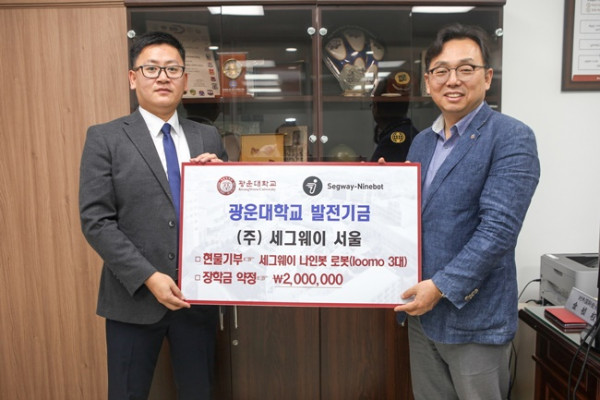 광운대학교
Segway-Ninebot
광운대학교 발전기금
(주) 세그웨이 서울
□ 현물기부 세그웨이 나인봇 로봇(loomo 3대)
□ 장학금 약정 ₩2,000,000